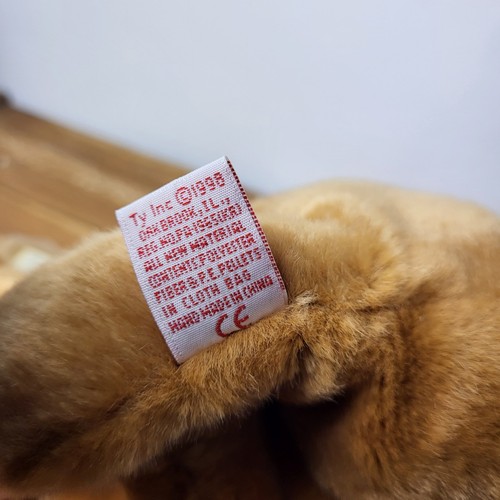 Ty Inc ©1998
OAKBROOK, IL.,
REG.NO.PA-1965(KR)
ALL NEW MATERIAL
CONTENTS:POLYESTER
FIBER & P.E. PELLETS
IN CLOTH BAG
HAND MADE IN CHINA
CE